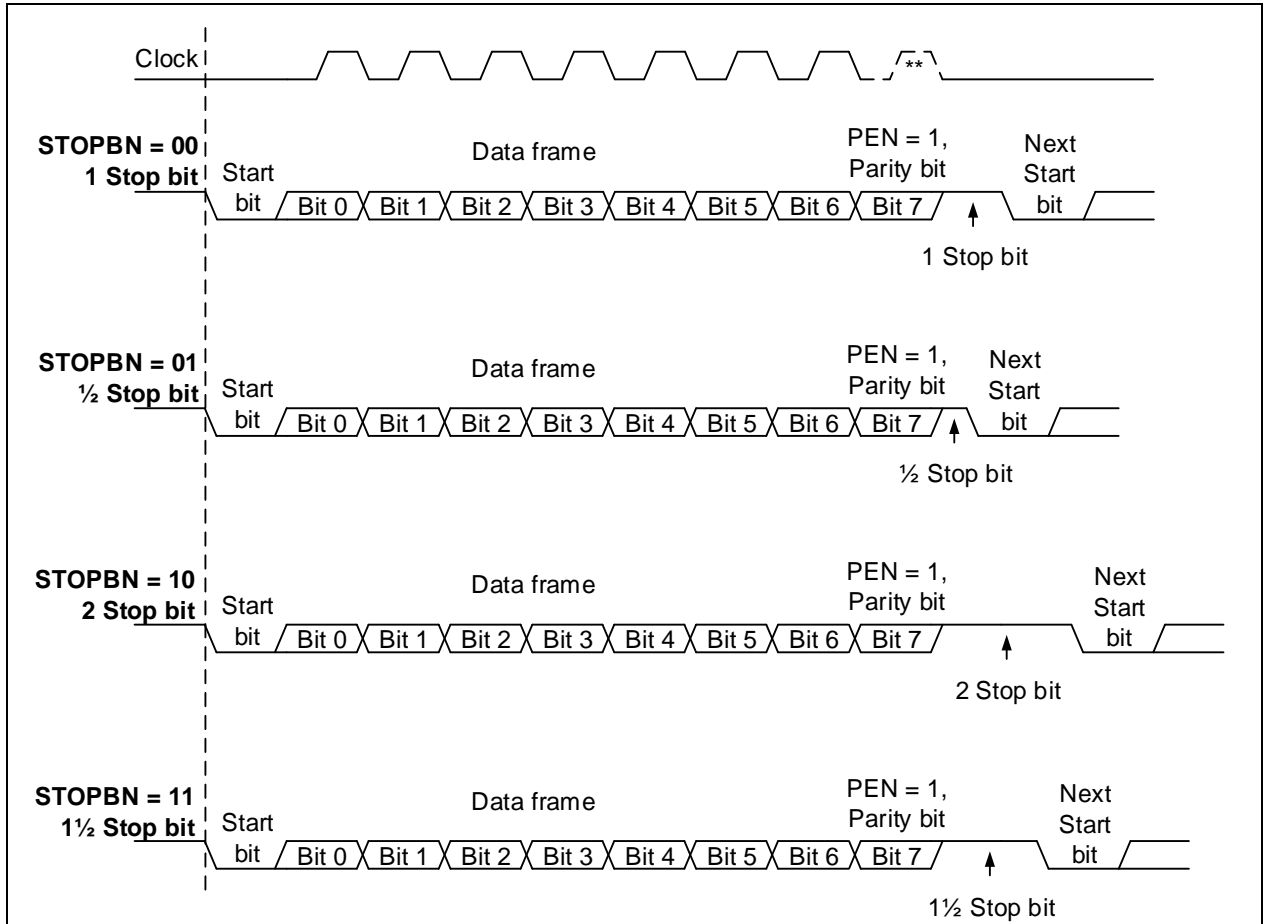 Clock
**
STOPBN = 00
1 Stop bit
Start
bit
Data frame
PEN = 1,
Parity bit
Next
Start
bit
Bit 0 Bit 1 Bit 2 Bit 3 Bit 4 Bit 5 Bit 6 Bit 7
1 Stop bit
STOPBN = 01
½ Stop bit
Start
bit
Data frame
PEN = 1,
Parity bit
Next
Start
bit
Bit 0 Bit 1 Bit 2 Bit 3 Bit 4 Bit 5 Bit 6 Bit 7
½ Stop bit
STOPBN = 10
2 Stop bit
Start
bit
Data frame
PEN = 1,
Parity bit
Next
Start
bit
Bit 0 Bit 1 Bit 2 Bit 3 Bit 4 Bit 5 Bit 6 Bit 7
2 Stop bit
STOPBN = 11
1½ Stop bit
Start
bit
Data frame
PEN = 1,
Parity bit
Next
Start
bit
Bit 0 Bit 1 Bit 2 Bit 3 Bit 4 Bit 5 Bit 6 Bit 7
1½ Stop bit